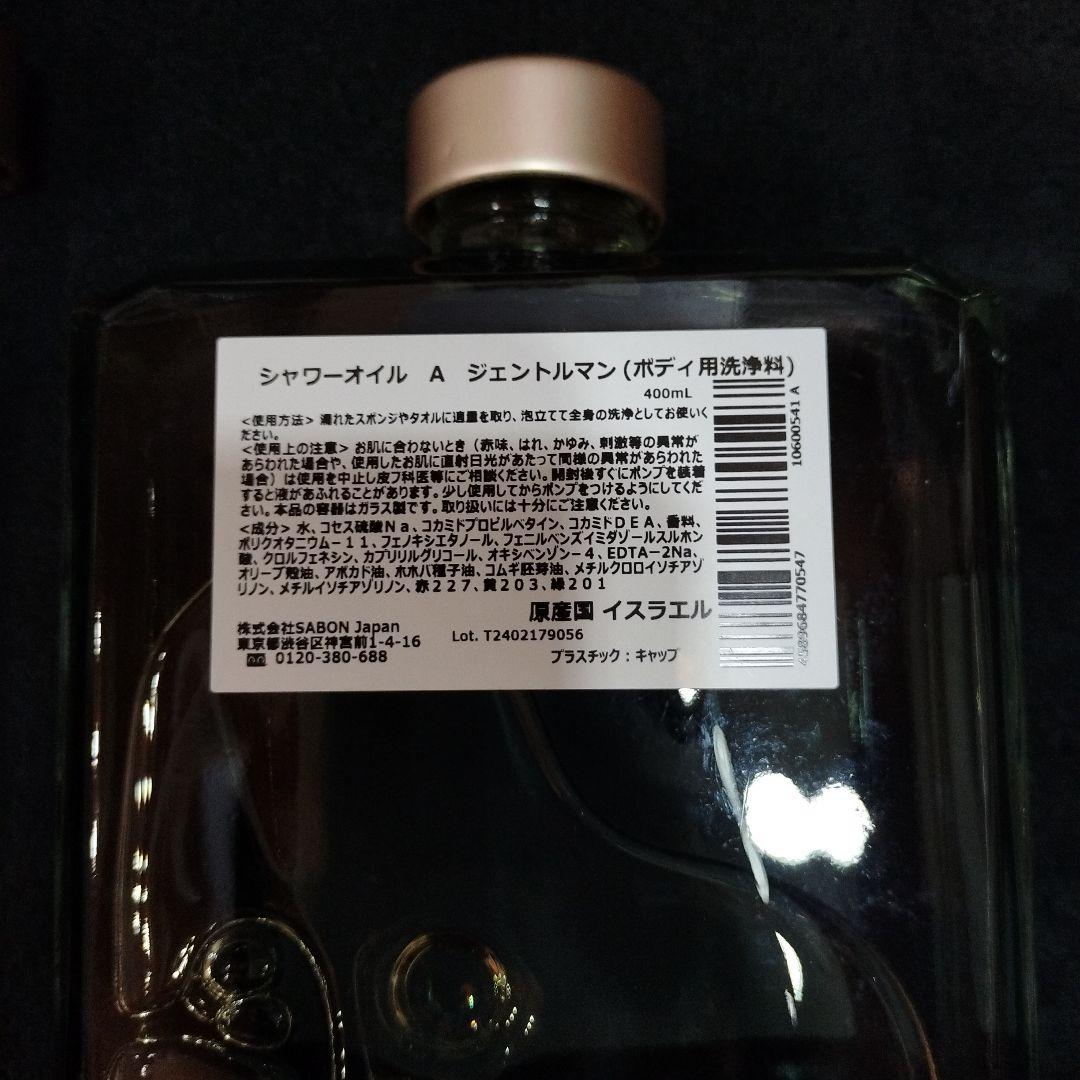 シャワーオイル A ジェントルマン(ボディ用洗浄料)
400mL
<使用方法> 濡れたスポンジやタオルに適量を取り、泡立てて全身の洗浄としてお使いく
ださい。
<使用上の注意> お肌に合わないとき(赤味、はれ、かゆみ、刺激等の異常が
あらわれた場合や、使用したお肌に直射日光があたって同様の異常があらわれた
場合)は使用を中止し皮フ科医等にご相談ください。開封後すぐにポンプを装着
すると液があふれることがあります。少し使用してからポンプをつけるようにしてくだ
さい。本品の容器はガラス製です。取り扱いには十分にご注意ください。
<成分> 水、コセス硫酸Na、コカミドプロピルベタイン、コカミドDEA、香料、
ポリクオタニウム-11、フェノキシエタノール、フェニルベンズイミダゾールスルホン
酸、クロルフェネシン、カプリリルグリコール、オキシベンゾン-4、EDTA-2Na、
オリーブ殻油、アボカド油、ホホバ種子油、コムギ胚芽油、メチルクロロイソチアゾ
リノン、メチルイソチアゾリノン、赤227、黄203、緑201
原産国 イスラエル
株式会社SABON Japan
東京都渋谷区神宮前1-4-16
0120-380-688
Lot. T2402179056
プラスチック:キャップ
10600541 A
4589684770547